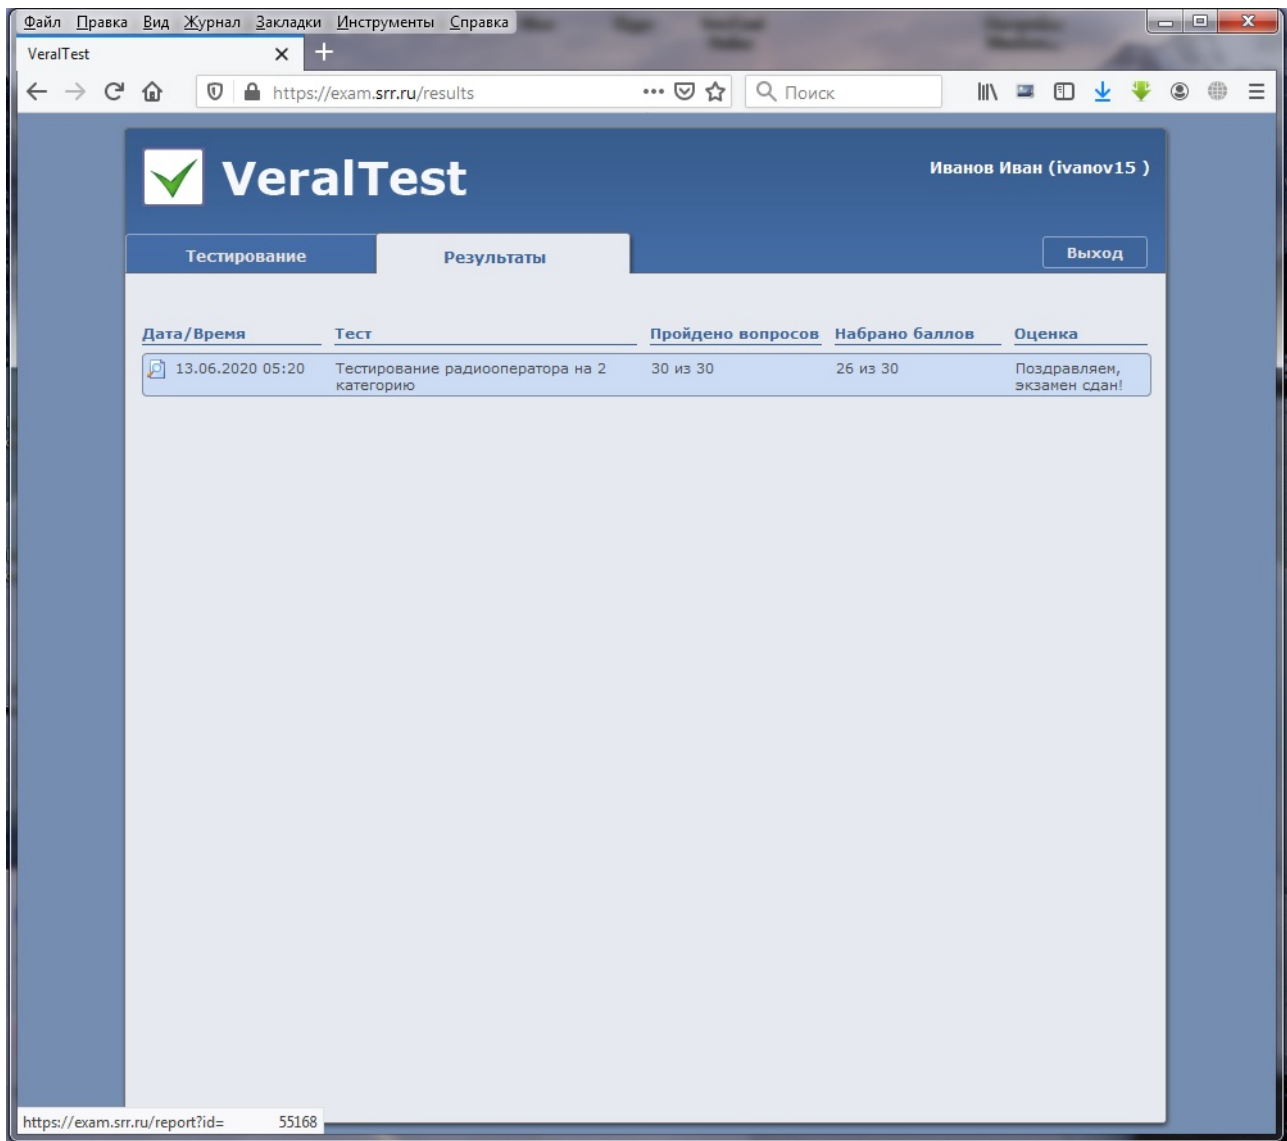 Файл Правка Вид Журнал Закладки Инструменты Справка
VeralTest
https://exam.srr.ru/results
Поиск
VeralTest
Иванов Иван (ivanov15 )
Тестирование Результаты Выход
Дата/Время Тест Пройдено вопросов Набрано баллов Оценка
13.06.2020 05:20 Тестирование радиооператора на 2 30 из 30 26 из 30 Поздравляем,
категорию экзамен сдан!
https://exam.srr.ru/report?id= 55168